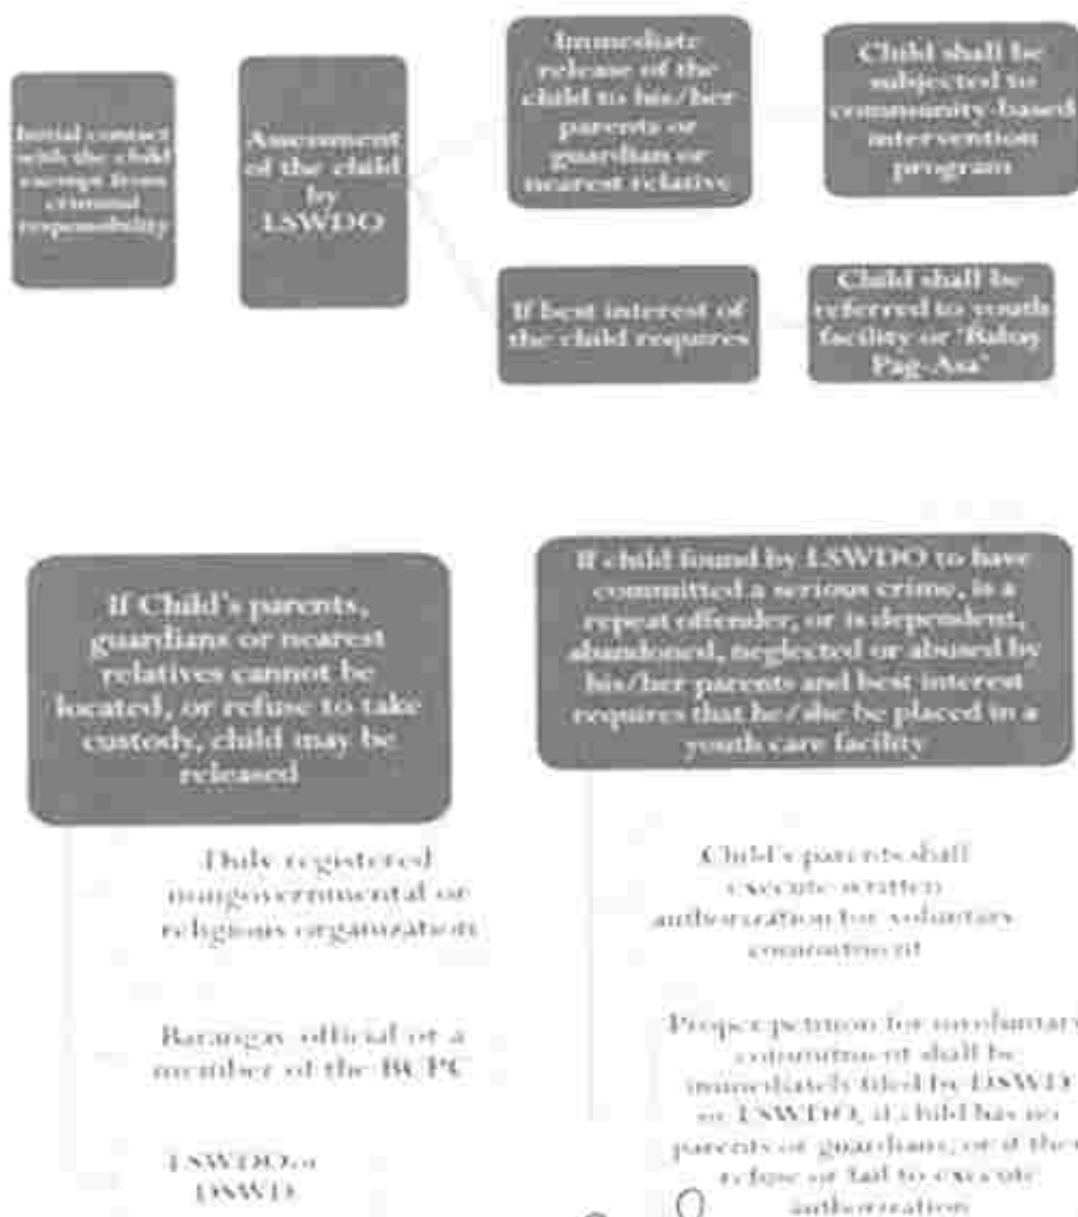 Initial contact
with the child
exempt from
criminal
responsibility
Assessment
of the child
by
LSWDO
Immediate
release of the
child to his/her
parents or
guardian or
nearest relative
Child shall be
subjected to
community-based
intervention
program
If best interest of
the child requires
Child shall be
referred to youth
facility or 'Bahay
Pag-Asa'
If Child's parents,
guardians or nearest
relatives cannot be
located, or refuse to take
custody, child may be
released
Duly registered
nongovernmental or
religious organization
Barangay official or a
member of the BCPC
LSWDO or
DSWD
If child found by LSWDO to have
committed a serious crime, is a
repeat offender, or is dependent,
abandoned, neglected or abused by
his/her parents and best interest
requires that he/she be placed in a
youth care facility
Child's parents shall
execute written
authorization for voluntary
commitment
Proper petition for involuntary
commitment shall be
immediately filed by DSWD
or LSWDO, if child has no
parents or guardians, or if they
refuse or fail to execute
authorization